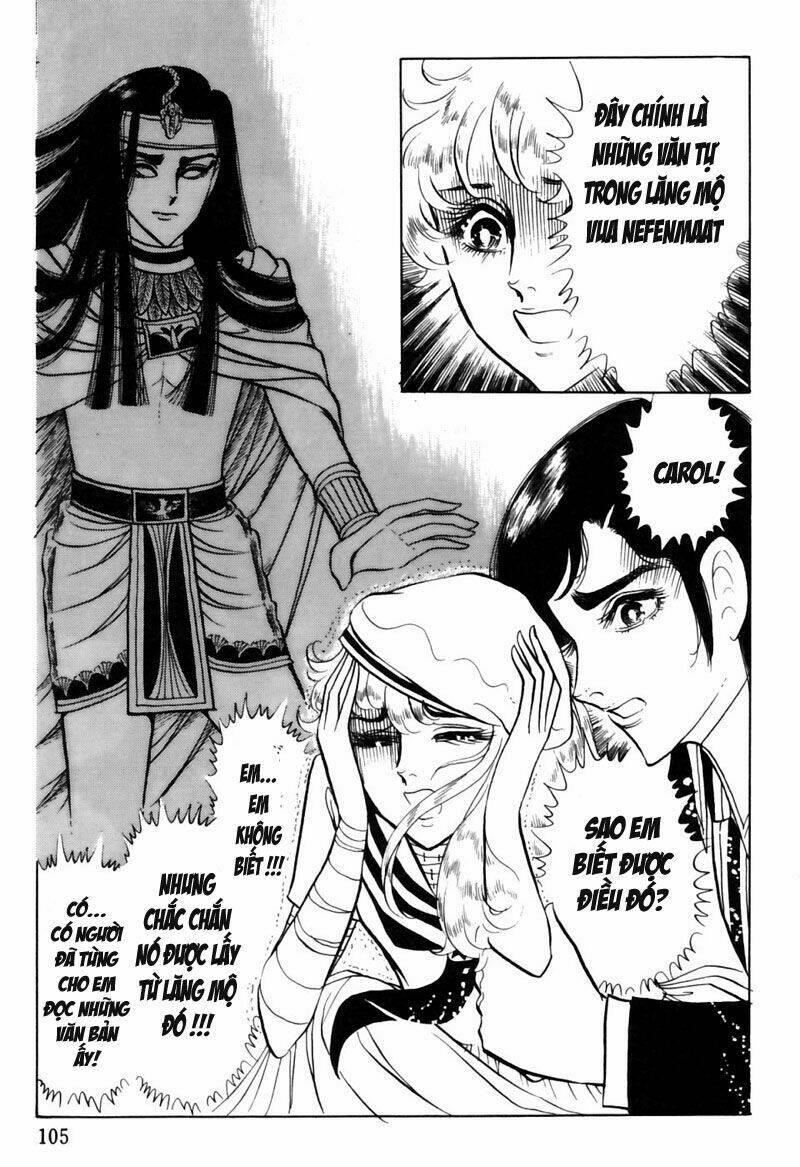 ĐÂY CHÍNH LÀ
NHỮNG VĂN TỰ
TRONG LĂNG MỘ
VUA NEFENMAAT
CAROL!
SAO EM
BIẾT ĐƯỢC
ĐIỀU ĐÓ?
EM...
EM
KHÔNG
BIẾT !!!
NHƯNG
CHẮC CHẮN
NÓ ĐƯỢC LẤY
TỪ LĂNG MỘ
ĐÓ !!!
CÓ...
CÓ NGƯỜI
ĐÃ TỪNG
CHO EM
ĐỌC NHỮNG
VĂN BẢN
ẤY!
105